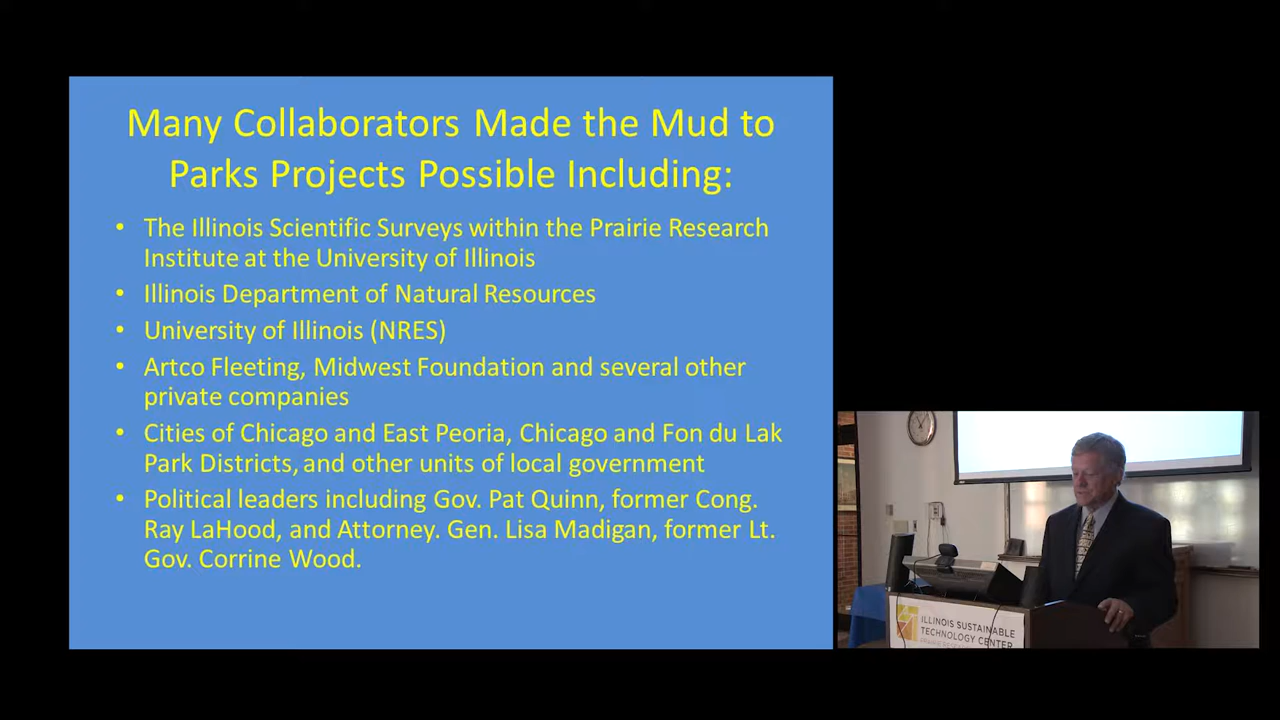 Many Collaborators Made the Mud to
Parks Projects Possible Including:
• The Illinois Scientific Surveys within the Prairie Research
Institute at the University of Illinois
• Illinois Department of Natural Resources
• University of Illinois (NRES)
• Artco Fleeting, Midwest Foundation and several other
private companies
• Cities of Chicago and East Peoria, Chicago and Fon du Lak
Park Districts, and other units of local government
• Political leaders including Gov. Pat Quinn, former Cong.
Ray LaHood, and Attorney. Gen. Lisa Madigan, former Lt.
Gov. Corrine Wood.
ILLINOIS SUSTAINABLE
TECHNOLOGY CENTER